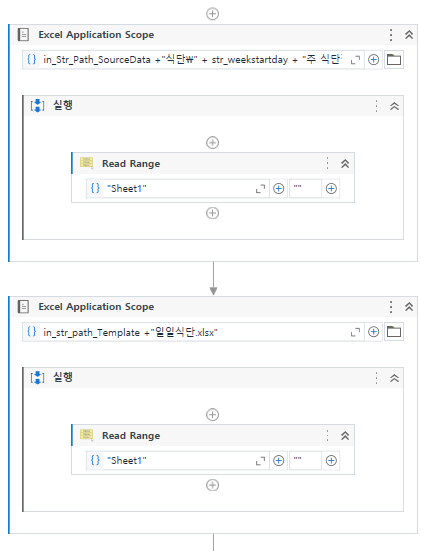 Excel Application Scope
{} in_Str_Path_SourceData +"식단₩" + str_weekstartday + "주 식단
실행
Read Range
{} "Sheet1" ""
Excel Application Scope
{} in_str_path_Template +"일일식단.xlsx"
실행
Read Range
{} "Sheet1" ""